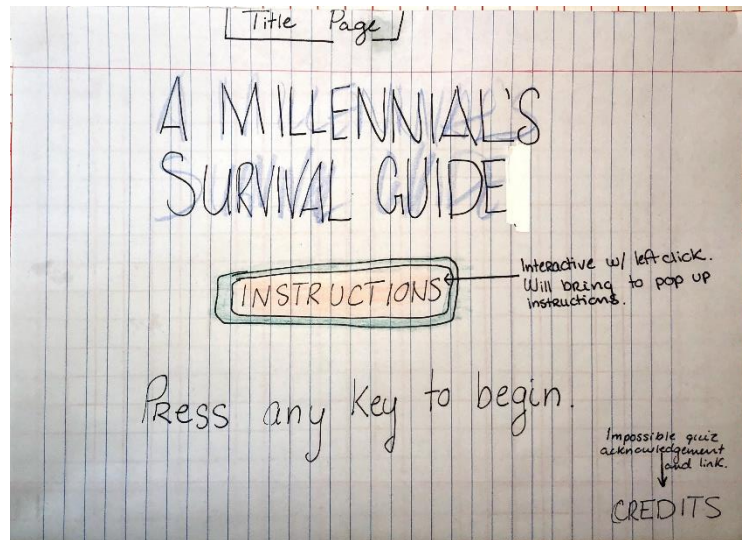 Title Page
A MILLENNIAL'S
SURVIVAL GUIDE
INSTRUCTIONS
Interactive w/ left click.
Will bring to pop up
instructions.
Press any key to begin.
Impossible quiz
acknowledgement
and link.
CREDITS